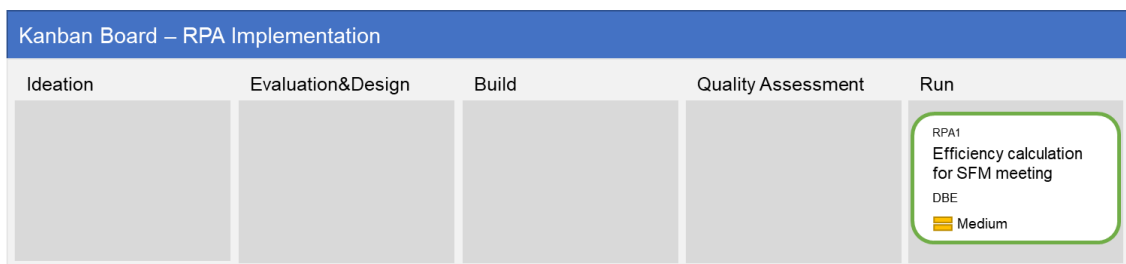 Kanban Board – RPA Implementation
Ideation
Evaluation&Design
Build
Quality Assessment
Run
RPA1
Efficiency calculation
for SFM meeting
DBE
Medium